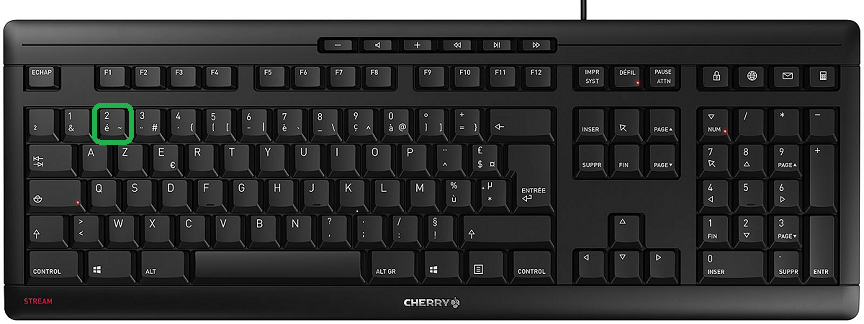 ECHAP F1 F2 F3 F4 F5 F6 F7 F8 F9 F10 F11 F12 IMPR SYST DÉFIL PAUSE ATTN
² 1 & 2 é ~ 3 " # 4 ' ( [ 6 - | 7 è ` _ \ 9 ç ^ 0 à @ ° ) ] + = } INSER PAGE NUM / * -
A Z E € R T Y U I O P ¨ ^ £ $ ¤ SUPPR FIN PAGE 7 8 9 PAGE +
Q S D F G H J K L M % ù µ * ENTRÉE 4 5 6
> < W X C V B N ? , . ; / : § ! 1 FIN 2 3 PAGE
CONTROL ALT ALT GR CONTROL 0 INSER . SUPPR ENTR
STREAM CHERRY